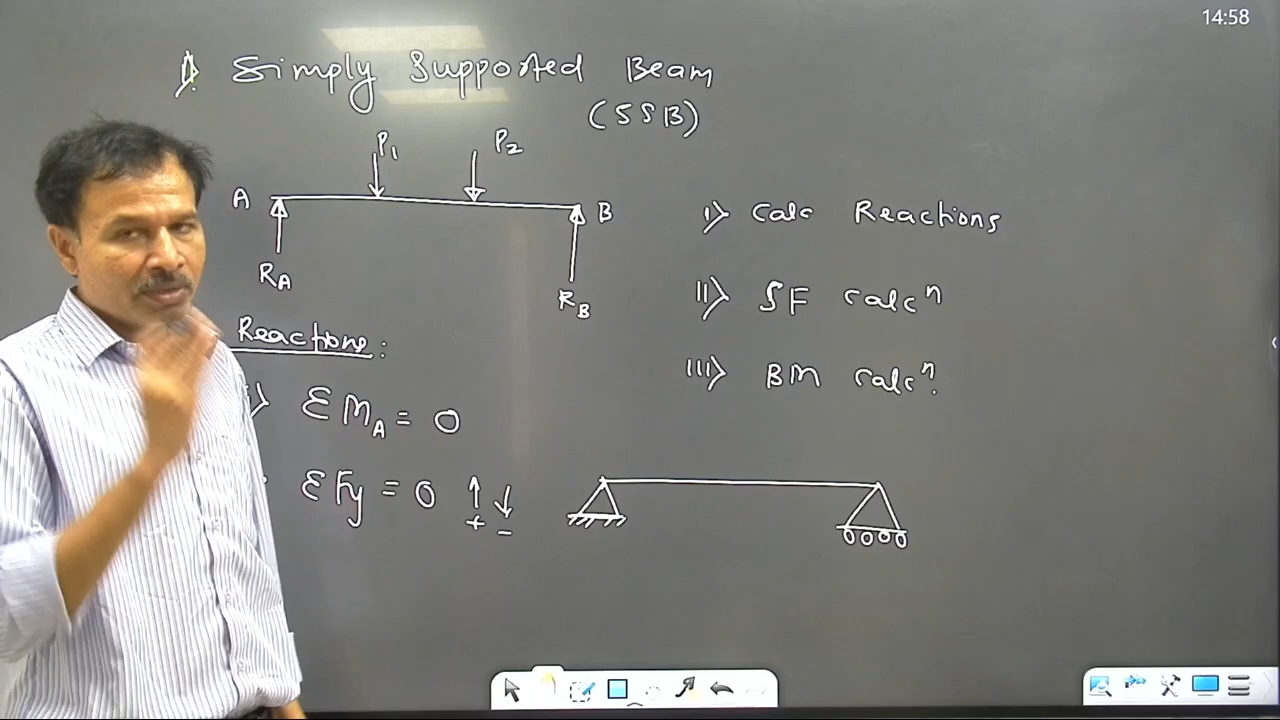 14:58
1) Simply Supported Beam
(SSB)
P1 P2
A B
RA RB
Reactions:
i) ΣMA = 0
ΣFy = 0 ↑ ↓
+ −
i) Calc Reactions
ii) SF calcⁿ
iii) BM calcⁿ.